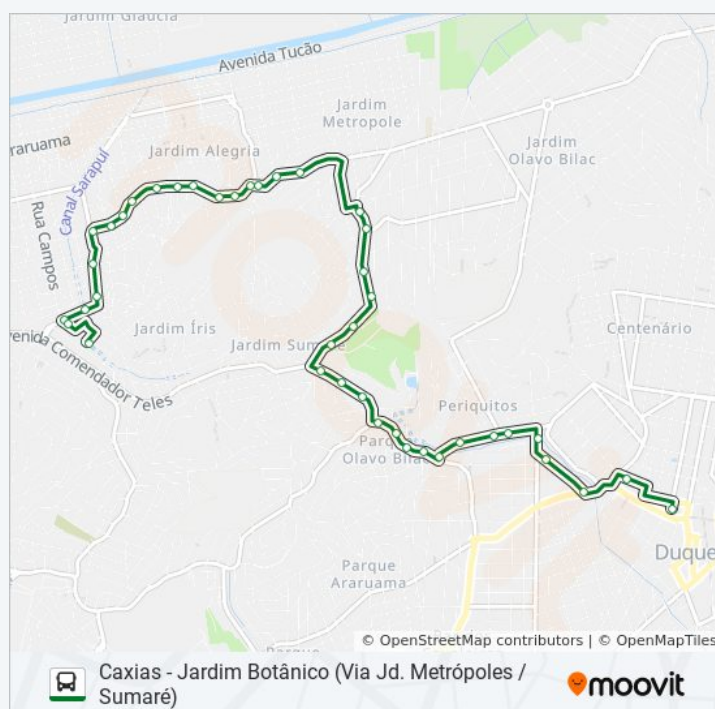 Jardim Gláucia
Avenida Tucão
Jardim
Metropole
Jardim
Olavo Bilac
araruama
Jardim Alegria
Canal Sarapuí
Rua Campos
Centenário
Jardim Íris
Jardim Sumaré
venida Comendador Teles
Periquitos
Olavo Bilac
Duque
Parque
Araruama
Parque
© OpenStreetMap contributors | © OpenMapTiles
Caxias - Jardim Botânico (Via Jd. Metrópoles /
Sumaré)
moovit